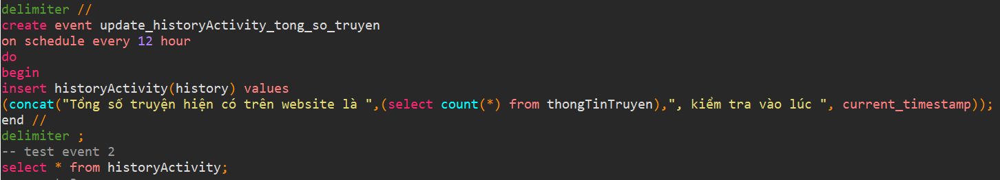 delimiter //
create event update_historyActivity_tong_so_truyen
on schedule every 12 hour
do
begin
insert historyActivity(history) values
(concat("Tổng số truyện hiện có trên website là ",(select count(*) from thongTinTruyen),", kiểm tra vào lúc ", current_timestamp));
end //
delimiter ;
-- test event 2
select * from historyActivity;